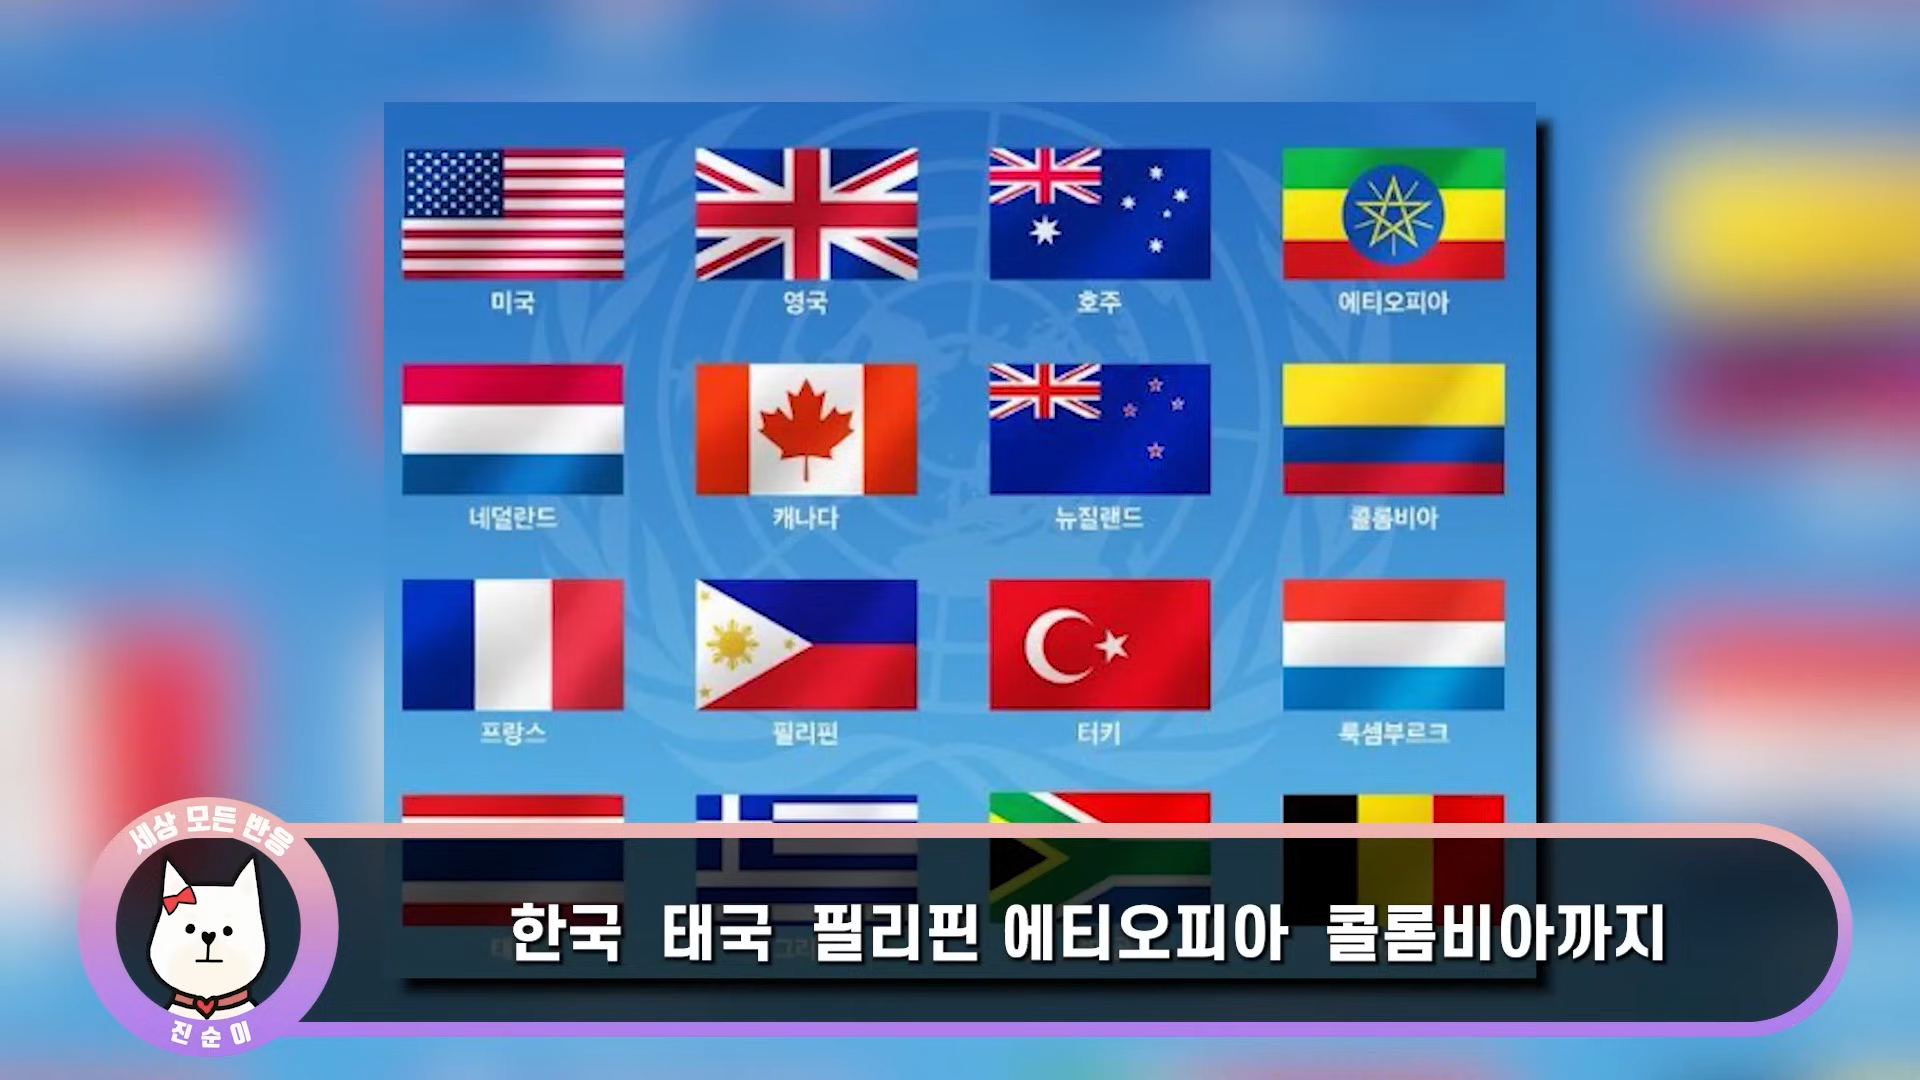 미국 영국 호주 에티오피아
네덜란드 캐나다 뉴질랜드 콜롬비아
프랑스 필리핀 터키 룩셈부르크
세상 모든 반응
한국 태국 필리핀 에티오피아 콜롬비아까지
진순이